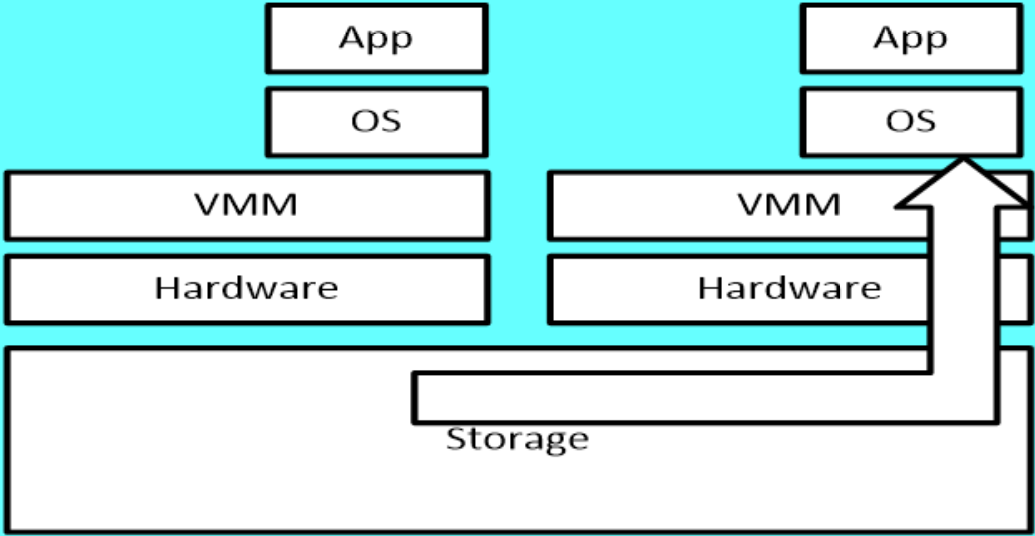 App App
OS OS
VMM VMM
Hardware Hardware
Storage